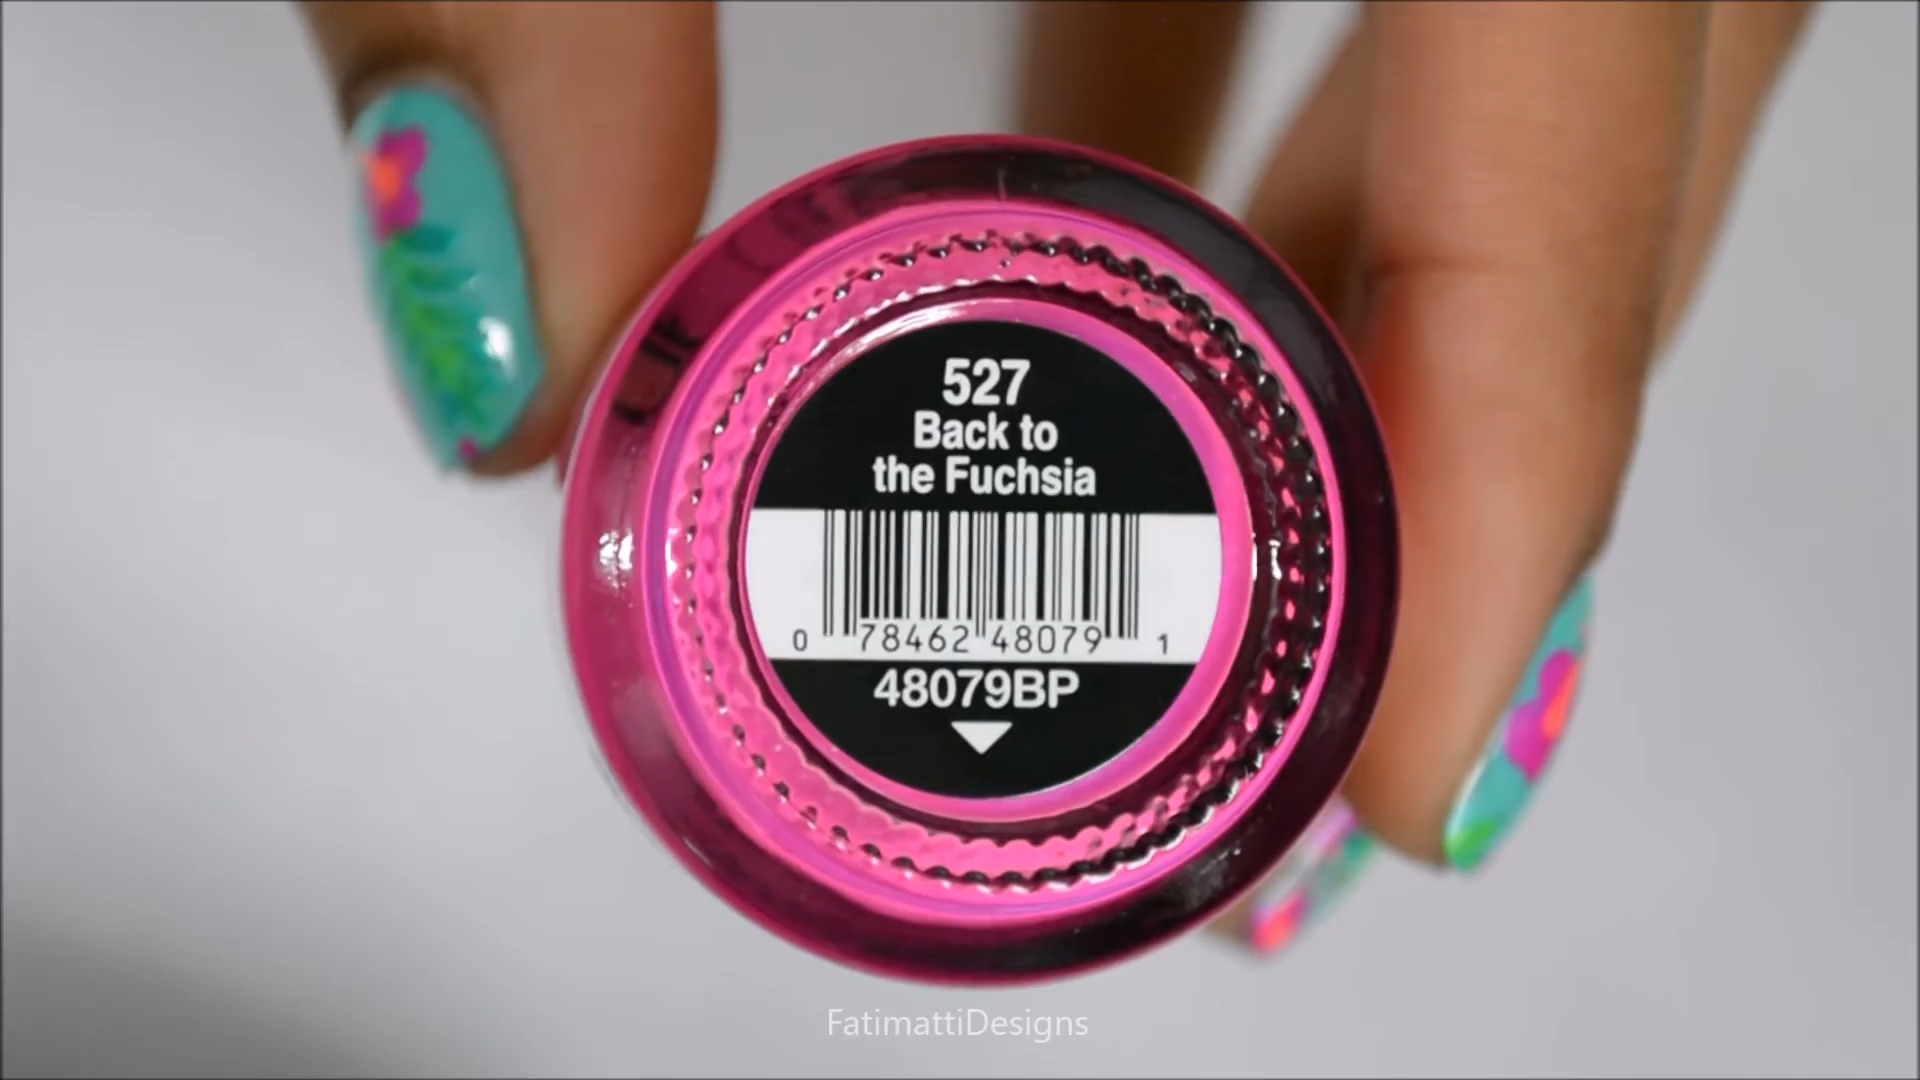 527
Back to
the Fuchsia
0 78462 48079 1
48079BP
FatimattiDesigns